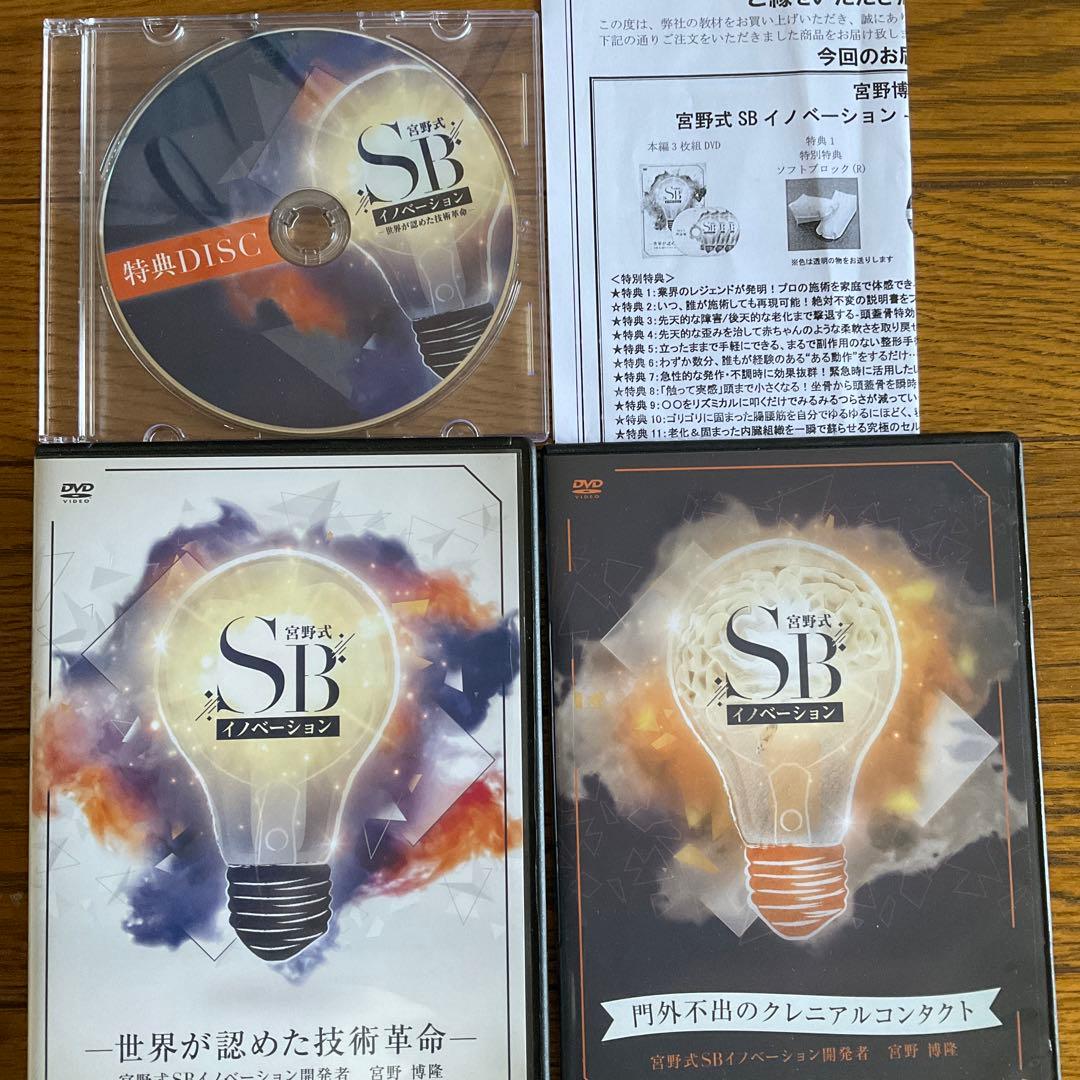 宮野式
SB
イノベーション
―世界が認めた技術革命―
特典DISC
この度は、弊社の教材をお買い上げいただき、誠にあり
下記の通りご注文をいただきました商品をお届け致しま
今回のお届
宮野博
宮野式 SB イノベーション -
本編3枚組DVD
特典1
特別特典
ソフトブロック(R)
※色は透明の物をお送りします
<特別特典>
★特典1:業界のレジェンドが発明！プロの施術を家庭で体感でき
☆特典2:いつ、誰が施術しても再現可能！絶対不変の説明書をプ
★特典3:先天的な障害/後天的な老化まで撃退する-頭蓋骨特効
★特典4:先天的な歪みを治して赤ちゃんのような柔軟さを取り戻せ
★特典5:立ったままで手軽にできる、まるで副作用のない整形手
★特典6:わずか数分、誰もが経験のある“ある動作”をするだけ…
★特典7:急性的な発作・不調時に効果抜群！緊急時に活用したい
★特典8:「触って実感」頭まで小さくなる！坐骨から頭蓋骨を瞬時
★特典9:〇〇をリズミカルに叩くだけでみるみるつらさが減ってい
★特典10:ゴリゴリに固まった腸腰筋を自分でゆるゆるにほどく、
★特典11:老化＆固まった内臓組織を一瞬で蘇らせる究極のセル
DVD
VIDEO
宮野式
SB
イノベーション
―世界が認めた技術革命―
宮野式SBイノベーション開発者 宮野 博隆
DVD
VIDEO
宮野式
SB
イノベーション
門外不出のクレニアルコンタクト
宮野式SBイノベーション開発者 宮野 博隆